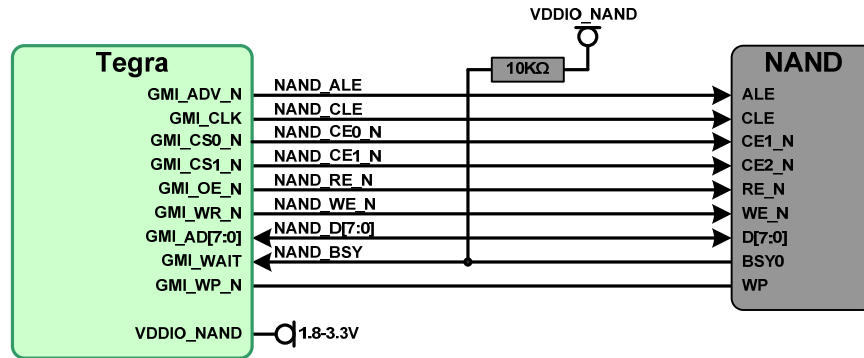 VDDIO_NAND
10KΩ
Tegra
NAND
GMI_ADV_N NAND_ALE ALE
GMI_CLK NAND_CLE CLE
GMI_CS0_N NAND_CE0_N CE1_N
GMI_CS1_N NAND_CE1_N CE2_N
GMI_OE_N NAND_RE_N RE_N
GMI_WR_N NAND_WE_N WE_N
GMI_AD[7:0] NAND_D[7:0] D[7:0]
GMI_WAIT NAND_BSY BSY0
GMI_WP_N WP
VDDIO_NAND 1.8-3.3V